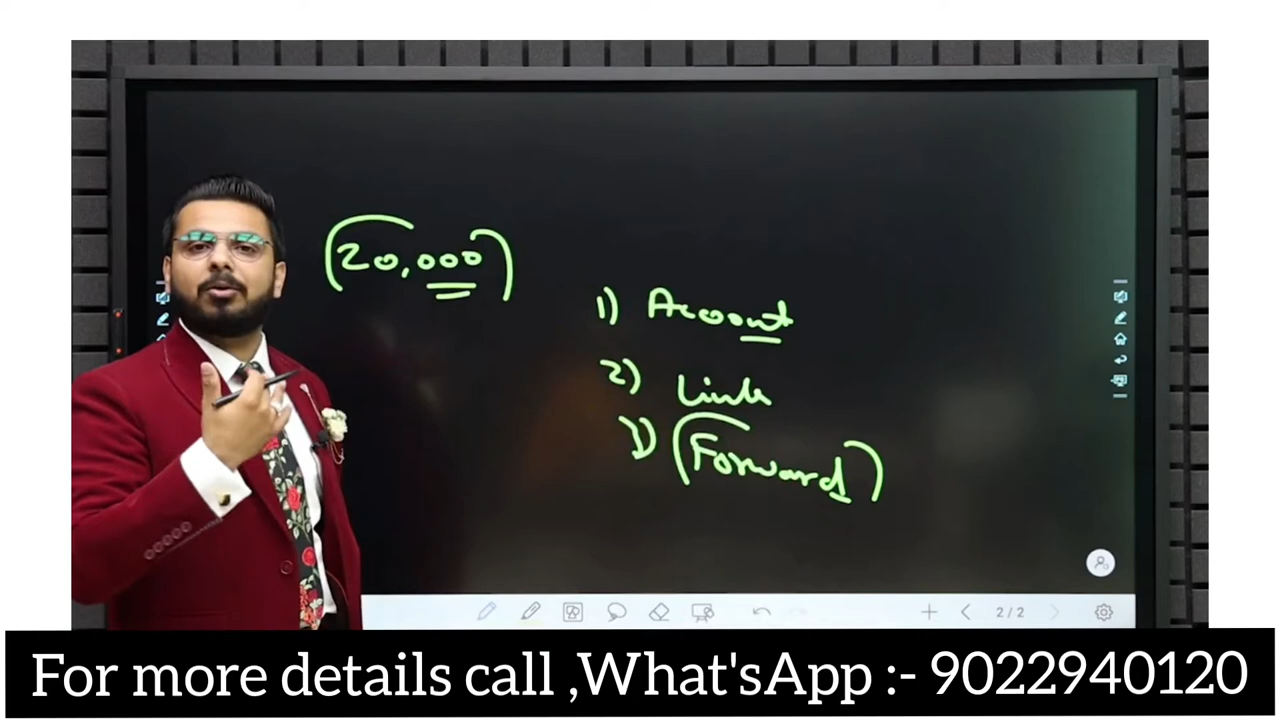 (20,000)
1) Account
2) Link
3) (Forward)
2/2
For more details call ,What'sApp :- 9022940120